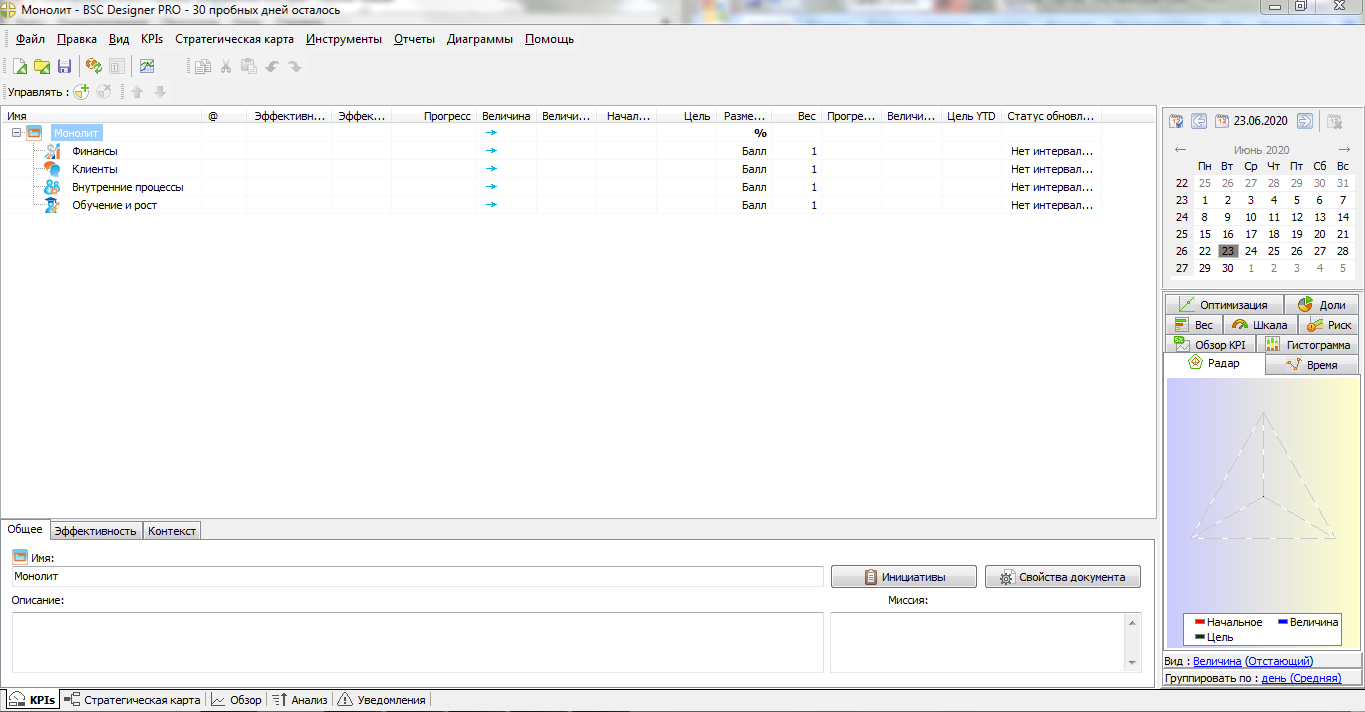 Монолит - BSC Designer PRO - 30 пробных дней осталось
Файл Правка Вид KPIs Стратегическая карта Инструменты Отчеты Диаграммы Помощь
Управлять :
Имя @ Эффективн... Эффек... Прогресс Величина Величи... Начал... Цель Разме... Вес Прогре... Величи... Цель YTD Статус обновл...
Монолит %
Финансы Балл 1 Нет интервал...
Клиенты Балл 1 Нет интервал...
Внутренние процессы Балл 1 Нет интервал...
Обучение и рост Балл 1 Нет интервал...
12 12 23.06.2020
Июнь 2020
Пн Вт Ср Чт Пт Сб Вс
22 25 26 27 28 29 30 31
23 1 2 3 4 5 6 7
24 8 9 10 11 12 13 14
25 15 16 17 18 19 20 21
26 22 23 24 25 26 27 28
27 29 30 1 2 3 4 5
Оптимизация Доли
Вес Шкала Риск
Обзор KPI Гистограмма
Радар Время
Начальное Величина
Цель
Вид : Величина (Отстающий)
Группировать по : день (Средняя)
Общее Эффективность Контекст
Имя:
Монолит
Инициативы Свойства документа
Описание: Миссия:
KPIs Стратегическая карта Обзор Анализ Уведомления